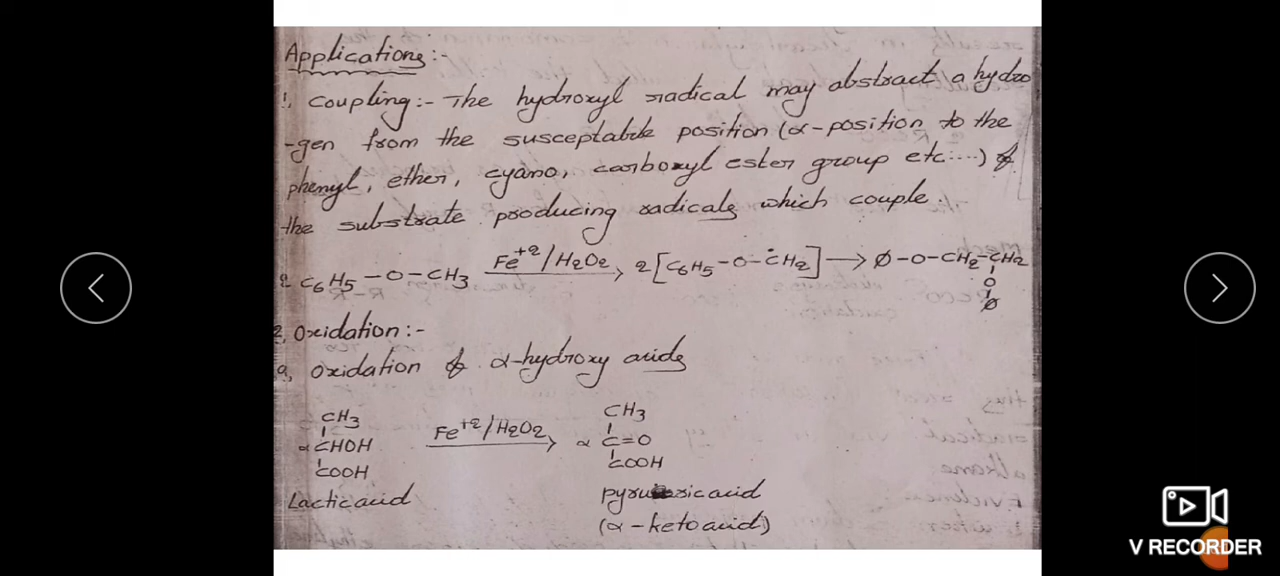 Applications:-
1, coupling:- The hydroxyl radical may abstract a hydro
-gen from the susceptable position (α-position to the
phenyl, ether, cyano, carboxyl ester group etc....) of
the substrate producing radicals which couple.
2 C6H5-O-CH3 Fe+2/H2O2 → 2[C6H5-O-ĊH2] → Ø-O-CH2-CH2
O
Ø
2, Oxidation:-
a, oxidation of α-hydroxy acids
CH3 CH3
αCHOH Fe+2/H2O2 → α C=O
COOH COOH
Lactic acid pyruvic acid
(α-keto acid)
V RECORDER